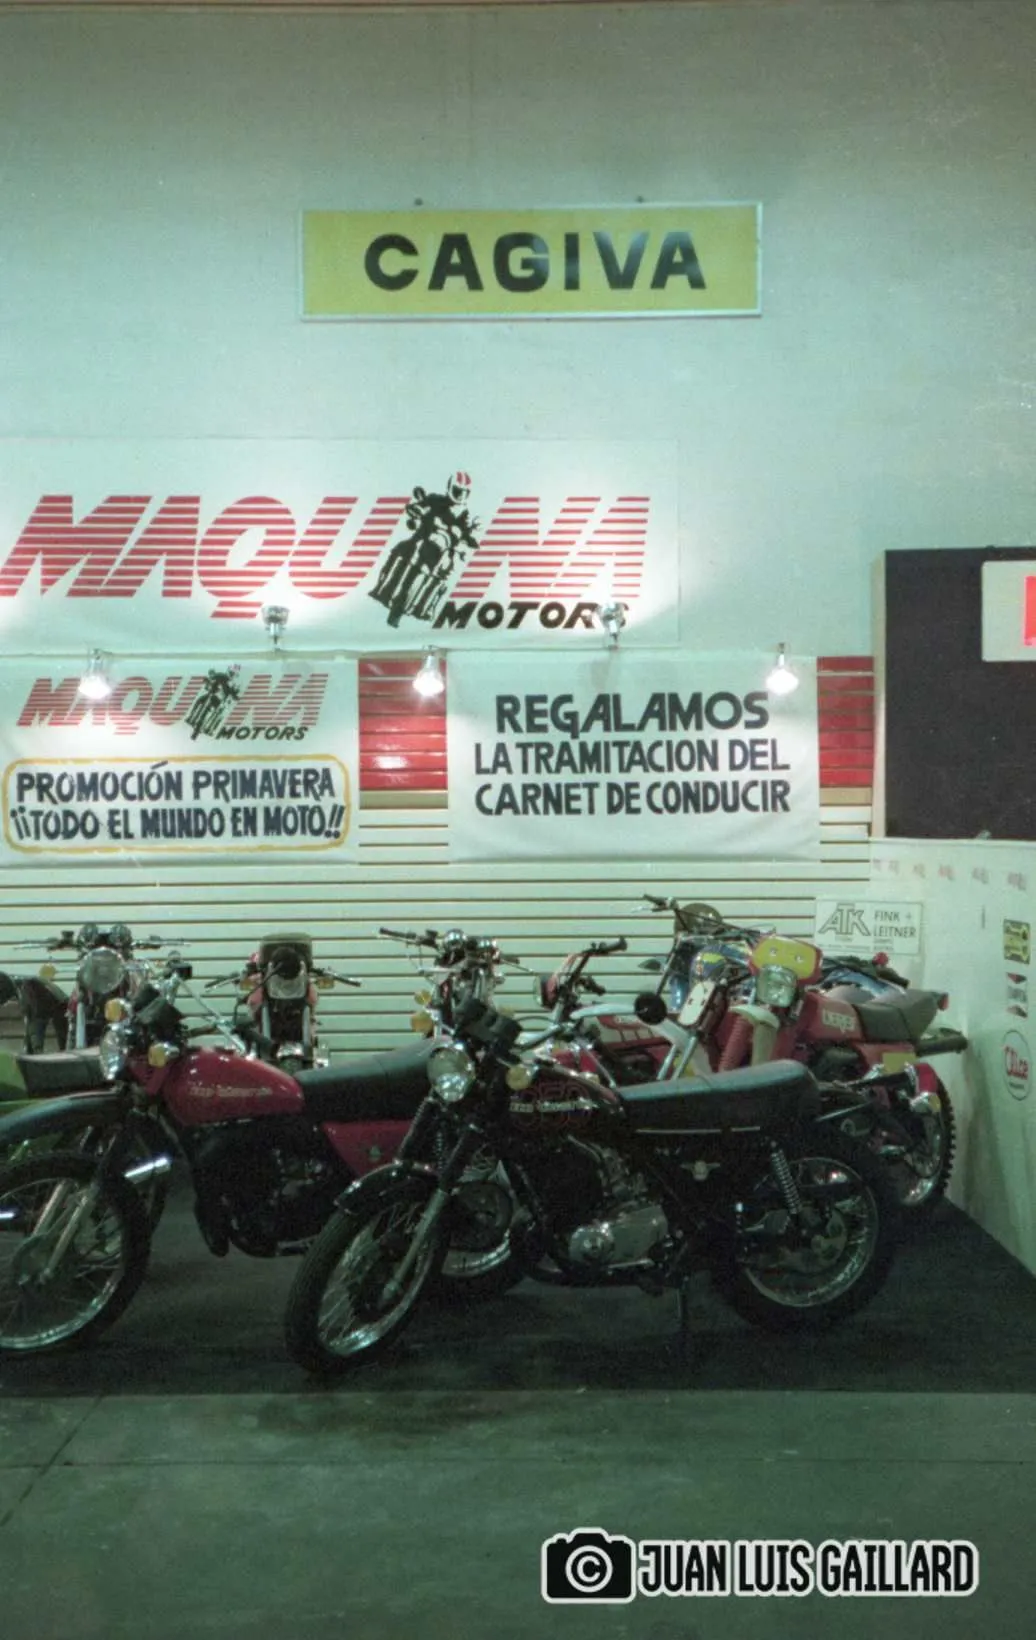 CAGIVA
MAQUINA
MOTORS
MAQUINA
MOTORS
PROMOCIÓN PRIMAVERA
¡¡TODO EL MUNDO EN MOTO!!
REGALAMOS
LA TRAMITACION DEL
CARNET DE CONDUCIR
ATK
FINK +
LEITNER
© JUAN LUIS GAILLARD